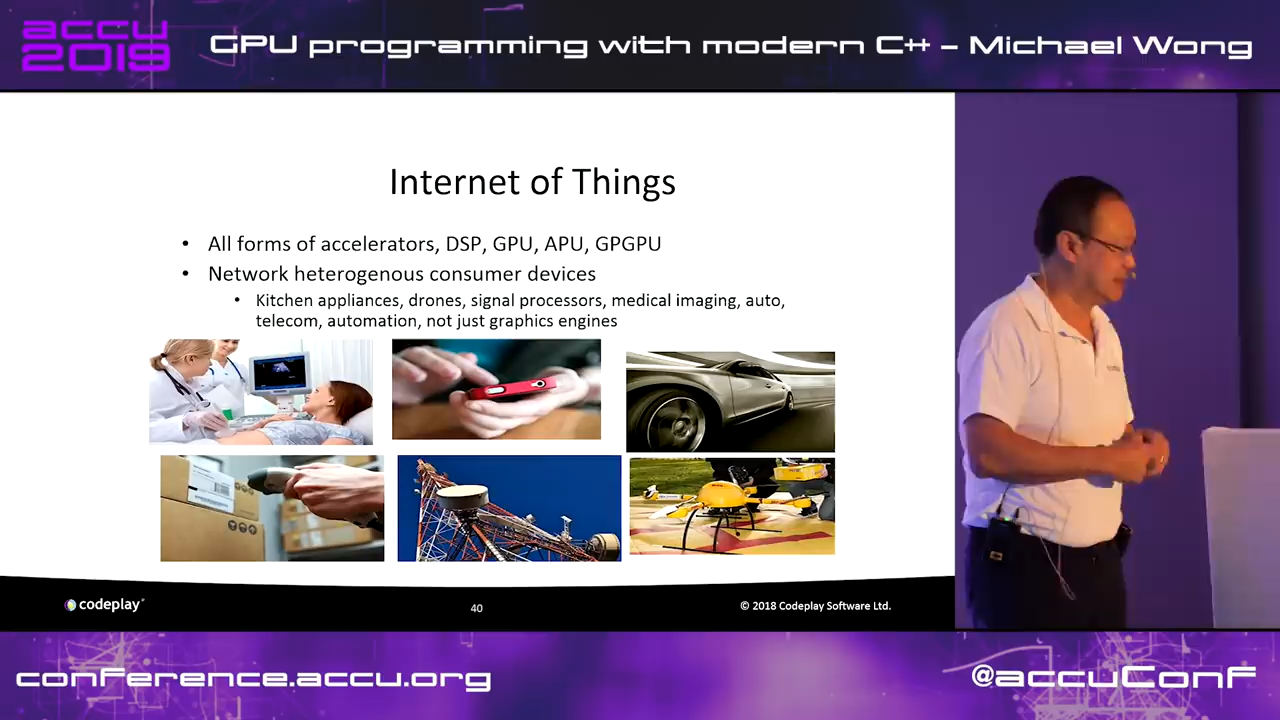 accu
2019
GPU programming with modern C++ – Michael Wong
Internet of Things
• All forms of accelerators, DSP, GPU, APU, GPGPU
• Network heterogenous consumer devices
• Kitchen appliances, drones, signal processors, medical imaging, auto,
telecom, automation, not just graphics engines
codeplay
40
© 2018 Codeplay Software Ltd.
conference.accu.org
@accuConf